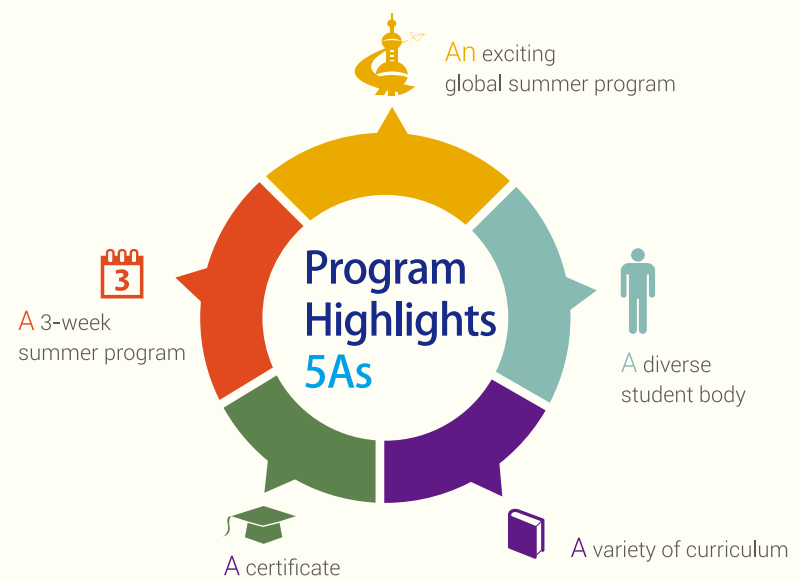 An exciting
global summer program
Program
Highlights
5As
3
A 3-week
summer program
A diverse
student body
A variety of curriculum
A certificate